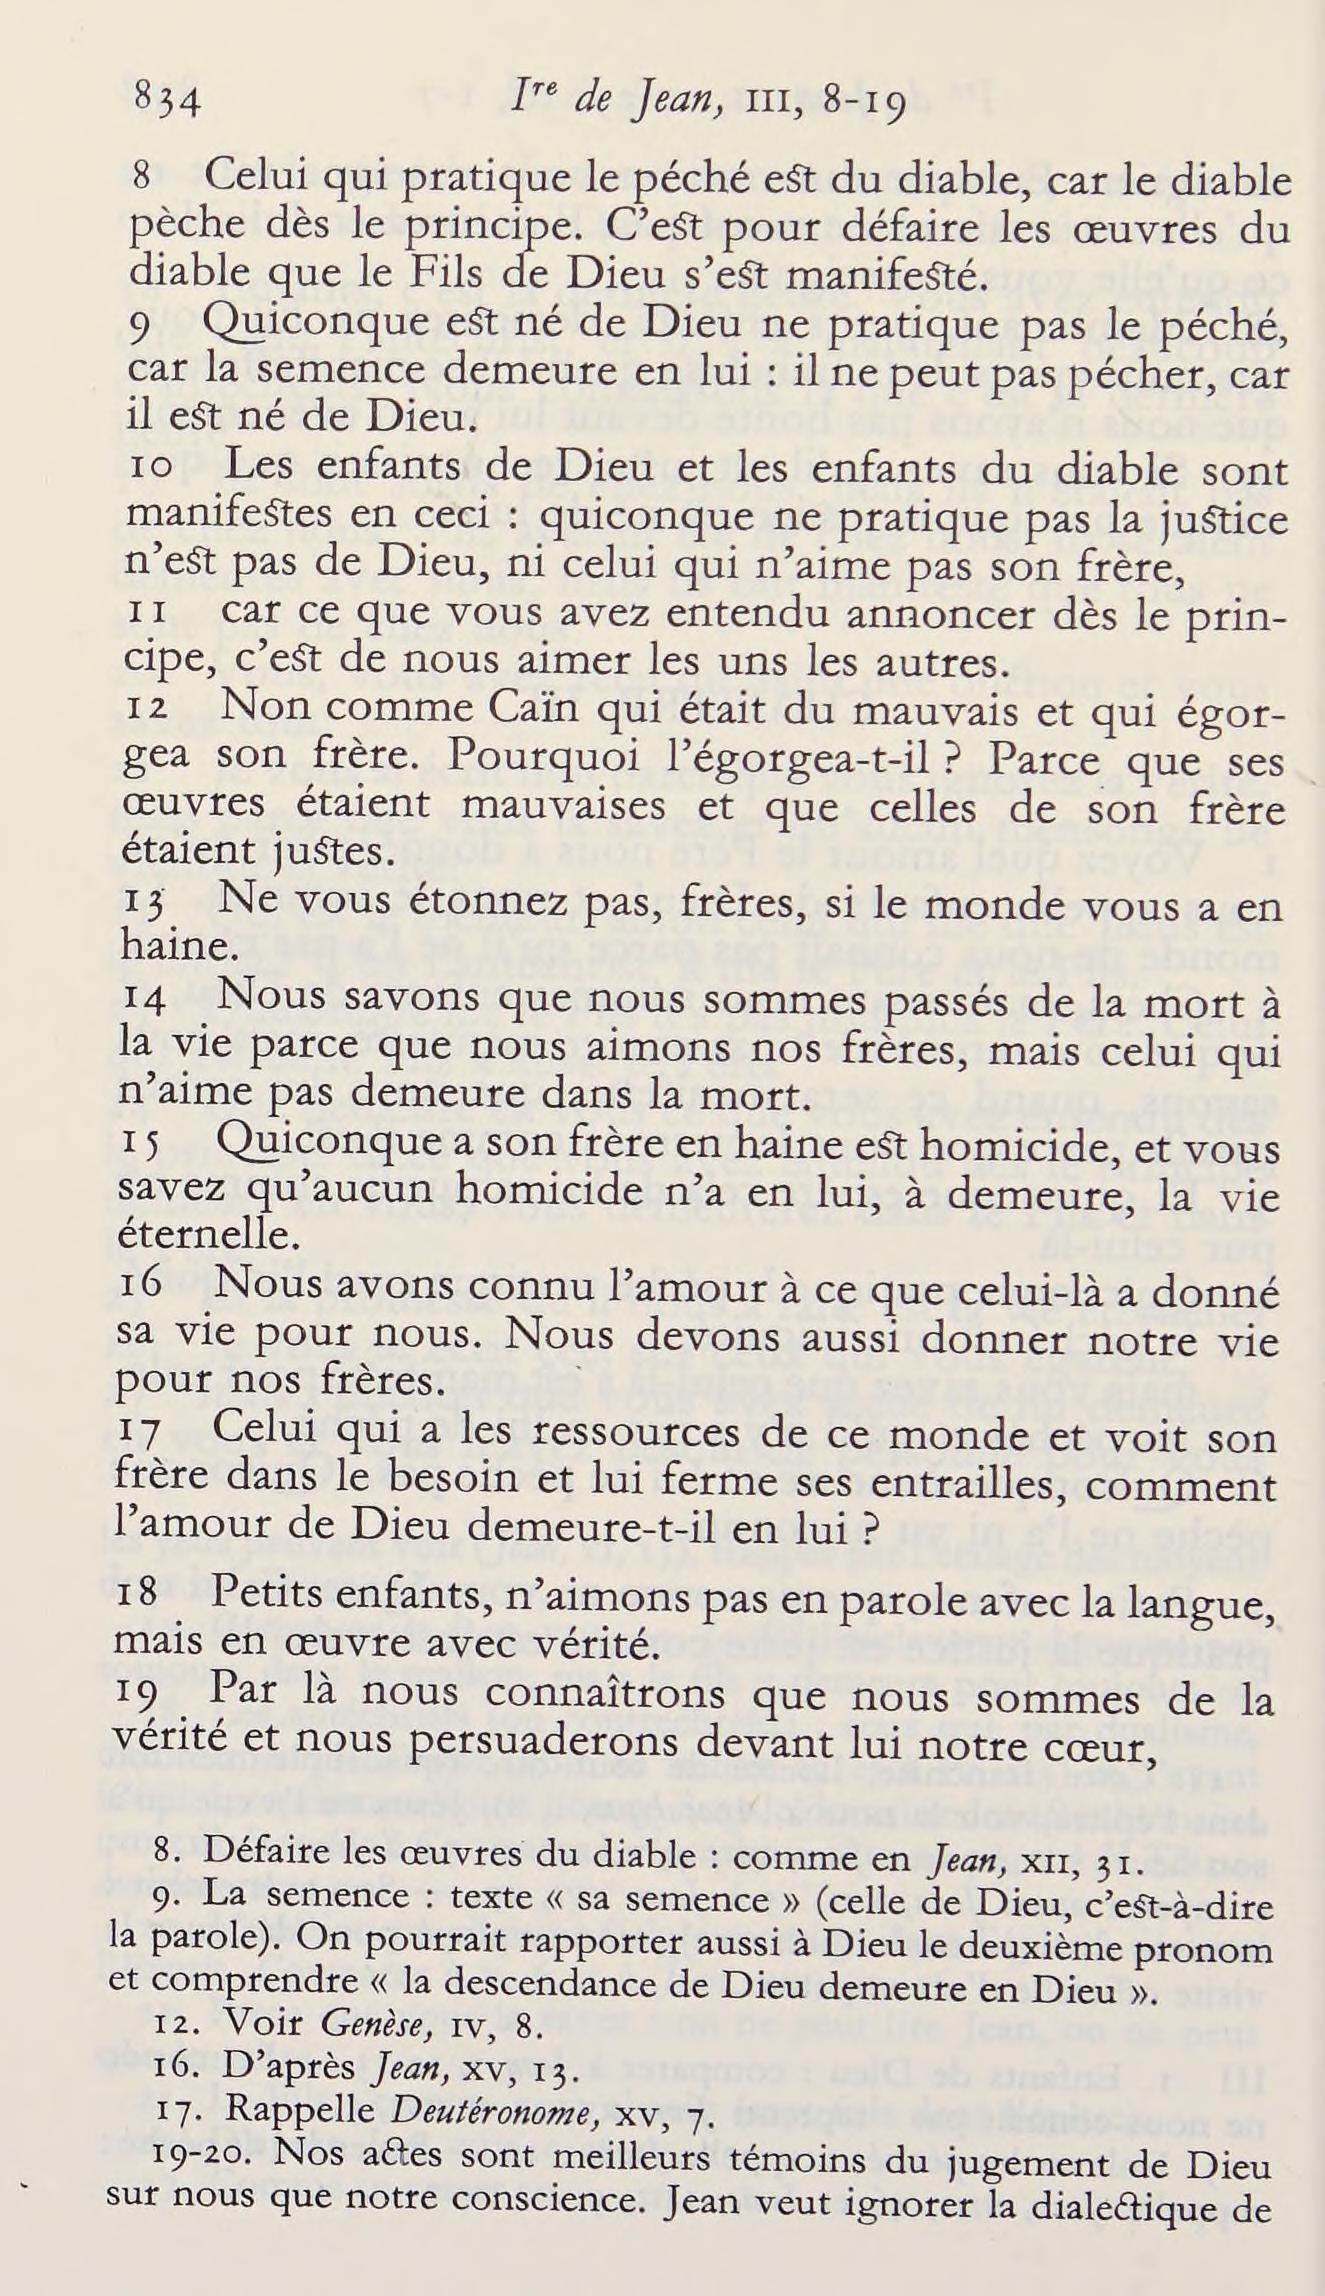 834
Ire de Jean, III, 8-19
8 Celui qui pratique le péché est du diable, car le diable
pèche dès le principe. C’est pour défaire les œuvres du
diable que le Fils de Dieu s’est manifesté.
9 Quiconque est né de Dieu ne pratique pas le péché,
car la semence demeure en lui : il ne peut pas pécher, car
il est né de Dieu.
10 Les enfants de Dieu et les enfants du diable sont
manifestes en ceci : quiconque ne pratique pas la justice
n’est pas de Dieu, ni celui qui n’aime pas son frère,
11 car ce que vous avez entendu annoncer dès le prin-
cipe, c’est de nous aimer les uns les autres.
12 Non comme Caïn qui était du mauvais et qui égor-
gea son frère. Pourquoi l’égorgea-t-il ? Parce que ses
œuvres étaient mauvaises et que celles de son frère
étaient justes.
13 Ne vous étonnez pas, frères, si le monde vous a en
haine.
14 Nous savons que nous sommes passés de la mort à
la vie parce que nous aimons nos frères, mais celui qui
n’aime pas demeure dans la mort.
15 Quiconque a son frère en haine est homicide, et vous
savez qu’aucun homicide n’a en lui, à demeure, la vie
éternelle.
16 Nous avons connu l’amour à ce que celui-là a donné
sa vie pour nous. Nous devons aussi donner notre vie
pour nos frères.
17 Celui qui a les ressources de ce monde et voit son
frère dans le besoin et lui ferme ses entrailles, comment
l’amour de Dieu demeure-t-il en lui ?
18 Petits enfants, n’aimons pas en parole avec la langue,
mais en œuvre avec vérité.
19 Par là nous connaîtrons que nous sommes de la
vérité et nous persuaderons devant lui notre cœur,
8. Défaire les œuvres du diable : comme en Jean, XII, 31.
9. La semence : texte « sa semence » (celle de Dieu, c’est-à-dire
la parole). On pourrait rapporter aussi à Dieu le deuxième pronom
et comprendre « la descendance de Dieu demeure en Dieu ».
12. Voir Genèse, IV, 8.
16. D’après Jean, XV, 13.
17. Rappelle Deutéronome, XV, 7.
19-20. Nos actes sont meilleurs témoins du jugement de Dieu
sur nous que notre conscience. Jean veut ignorer la dialectique de